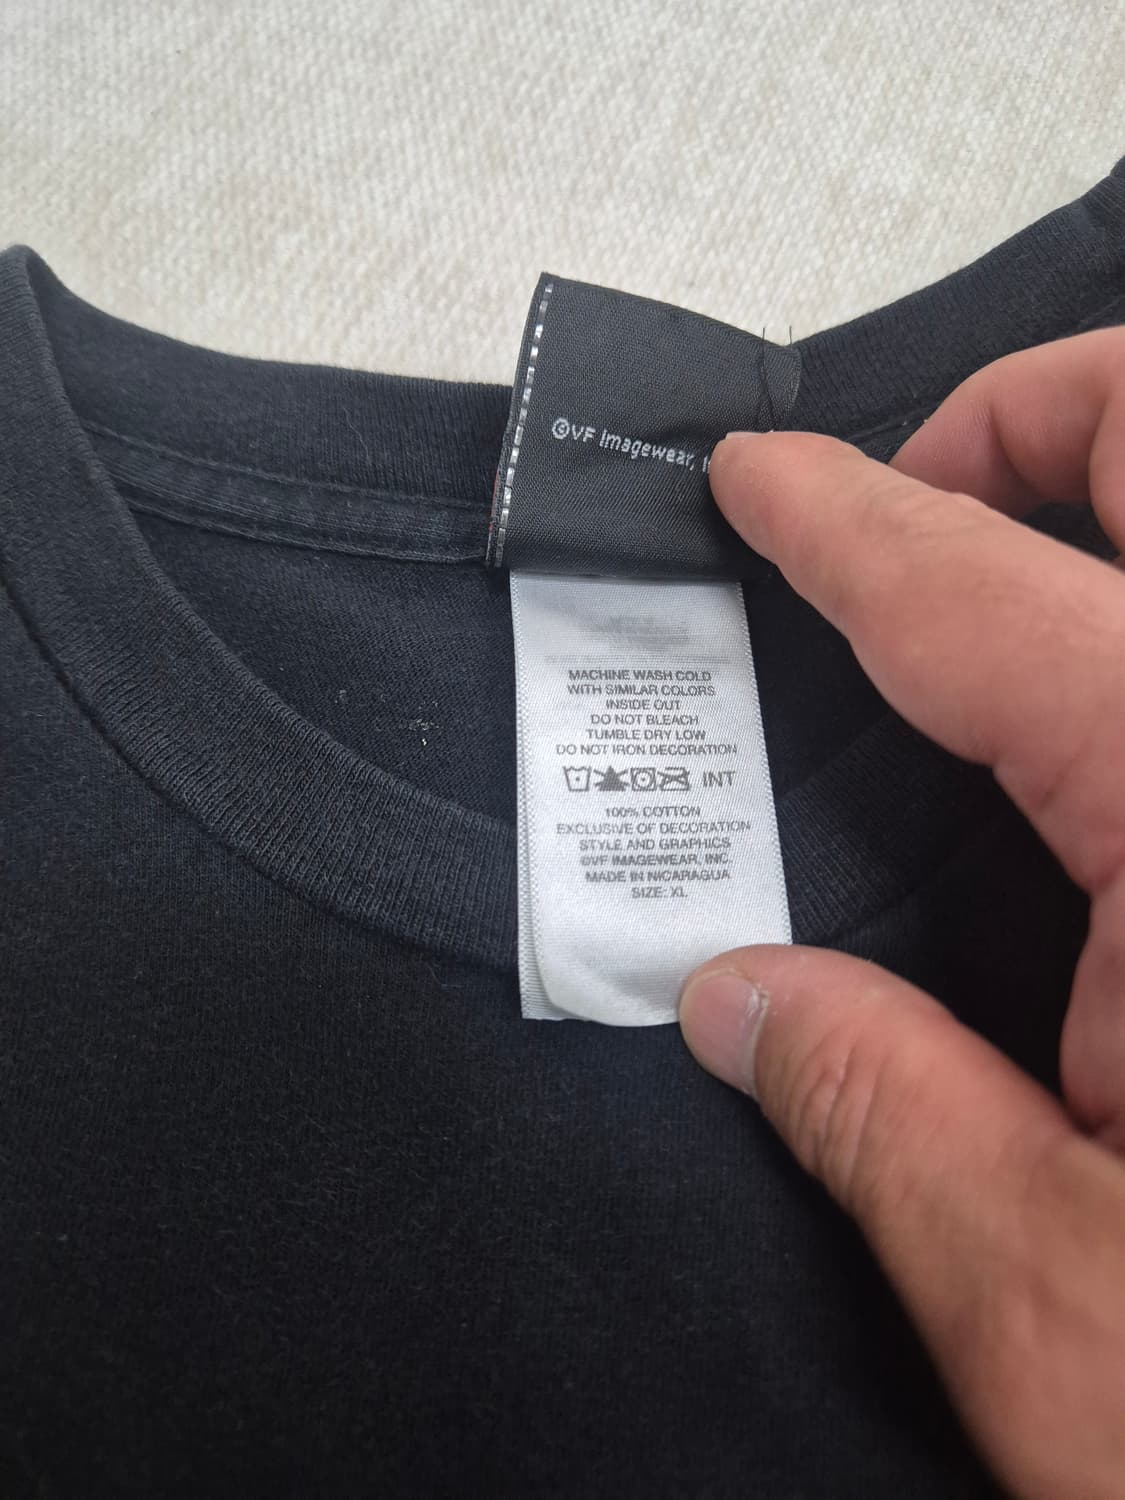 ©VF Imagewear,
MACHINE WASH COLD
WITH SIMILAR COLORS
INSIDE OUT
DO NOT BLEACH
TUMBLE DRY LOW
DO NOT IRON DECORATION
INT
100% COTTON
EXCLUSIVE OF DECORATION
STYLE AND GRAPHICS
©VF IMAGEWEAR, INC.
MADE IN NICARAGUA
SIZE: XL